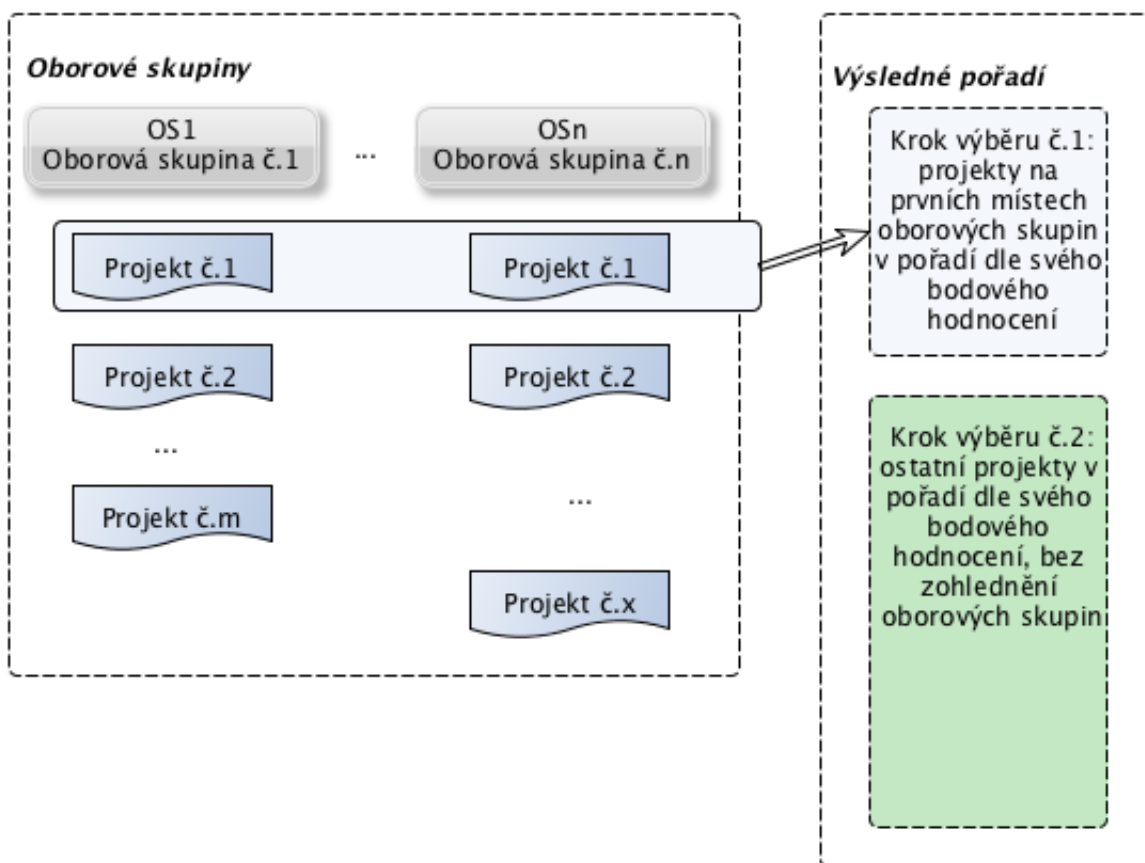 Oborové skupiny
OS1
Oborová skupina č.1
...
OSn
Oborová skupina č.n
Projekt č.1
Projekt č.1
Projekt č.2
Projekt č.2
...
Projekt č.m
...
Projekt č.x
Výsledné pořadí
Krok výběru č.1:
projekty na
prvních místech
oborových skupin
v pořadí dle svého
bodového
hodnocení
Krok výběru č.2:
ostatní projekty v
pořadí dle svého
bodového
hodnocení, bez
zohlednění
oborových skupin